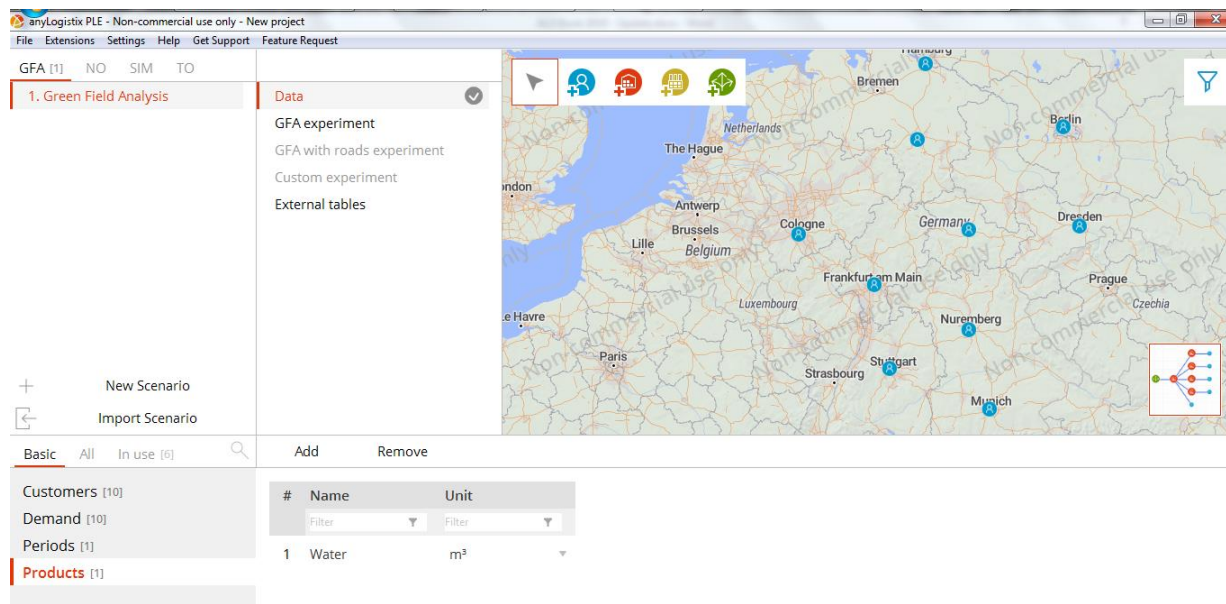 anyLogistix PLE - Non-commercial use only - New project
File Extensions Settings Help Get Support Feature Request
GFA [1] NO SIM TO
1. Green Field Analysis
Data
GFA experiment
GFA with roads experiment
Custom experiment
External tables
Hamburg
Bremen
Berlin
Netherlands
The Hague
ondon
Antwerp
Brussels
Cologne
Germany
Dresden
Lille
Belgium
Frankfurt am Main
Prague
Luxembourg
Czechia
Le Havre
Nuremberg
Paris
Stuttgart
Strasbourg
Munich
Non-commercial use only
New Scenario
Import Scenario
Basic All In use [6]
Add Remove
Customers [10]
Demand [10]
Periods [1]
Products [1]
# Name Unit
Filter Filter
1 Water m³